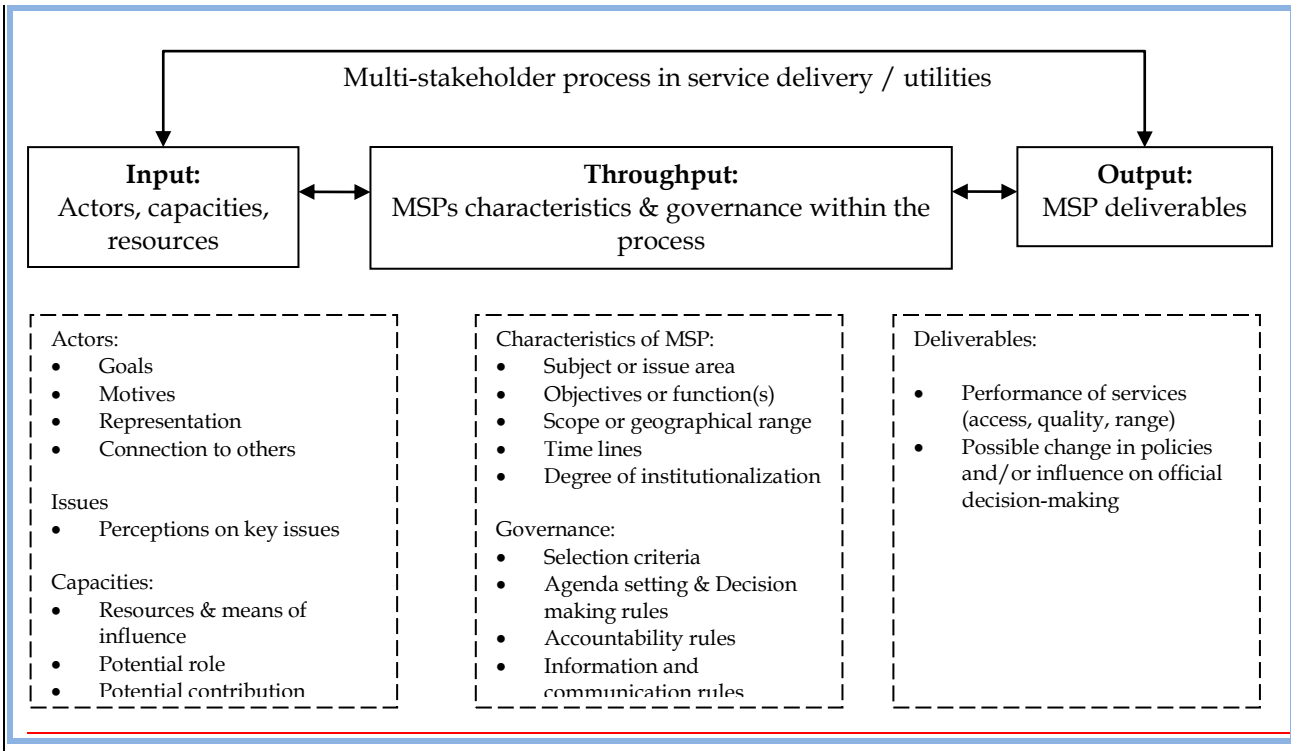 Multi-stakeholder process in service delivery / utilities
Input:
Actors, capacities,
resources
Throughput:
MSPs characteristics & governance within the
process
Output:
MSP deliverables
Actors:
• Goals
• Motives
• Representation
• Connection to others
Issues
• Perceptions on key issues
Capacities:
• Resources & means of
influence
• Potential role
• Potential contribution
Characteristics of MSP:
• Subject or issue area
• Objectives or function(s)
• Scope or geographical range
• Time lines
• Degree of institutionalization
Governance:
• Selection criteria
• Agenda setting & Decision
making rules
• Accountability rules
• Information and
communication rules
Deliverables:
• Performance of services
(access, quality, range)
• Possible change in policies
and/or influence on official
decision-making